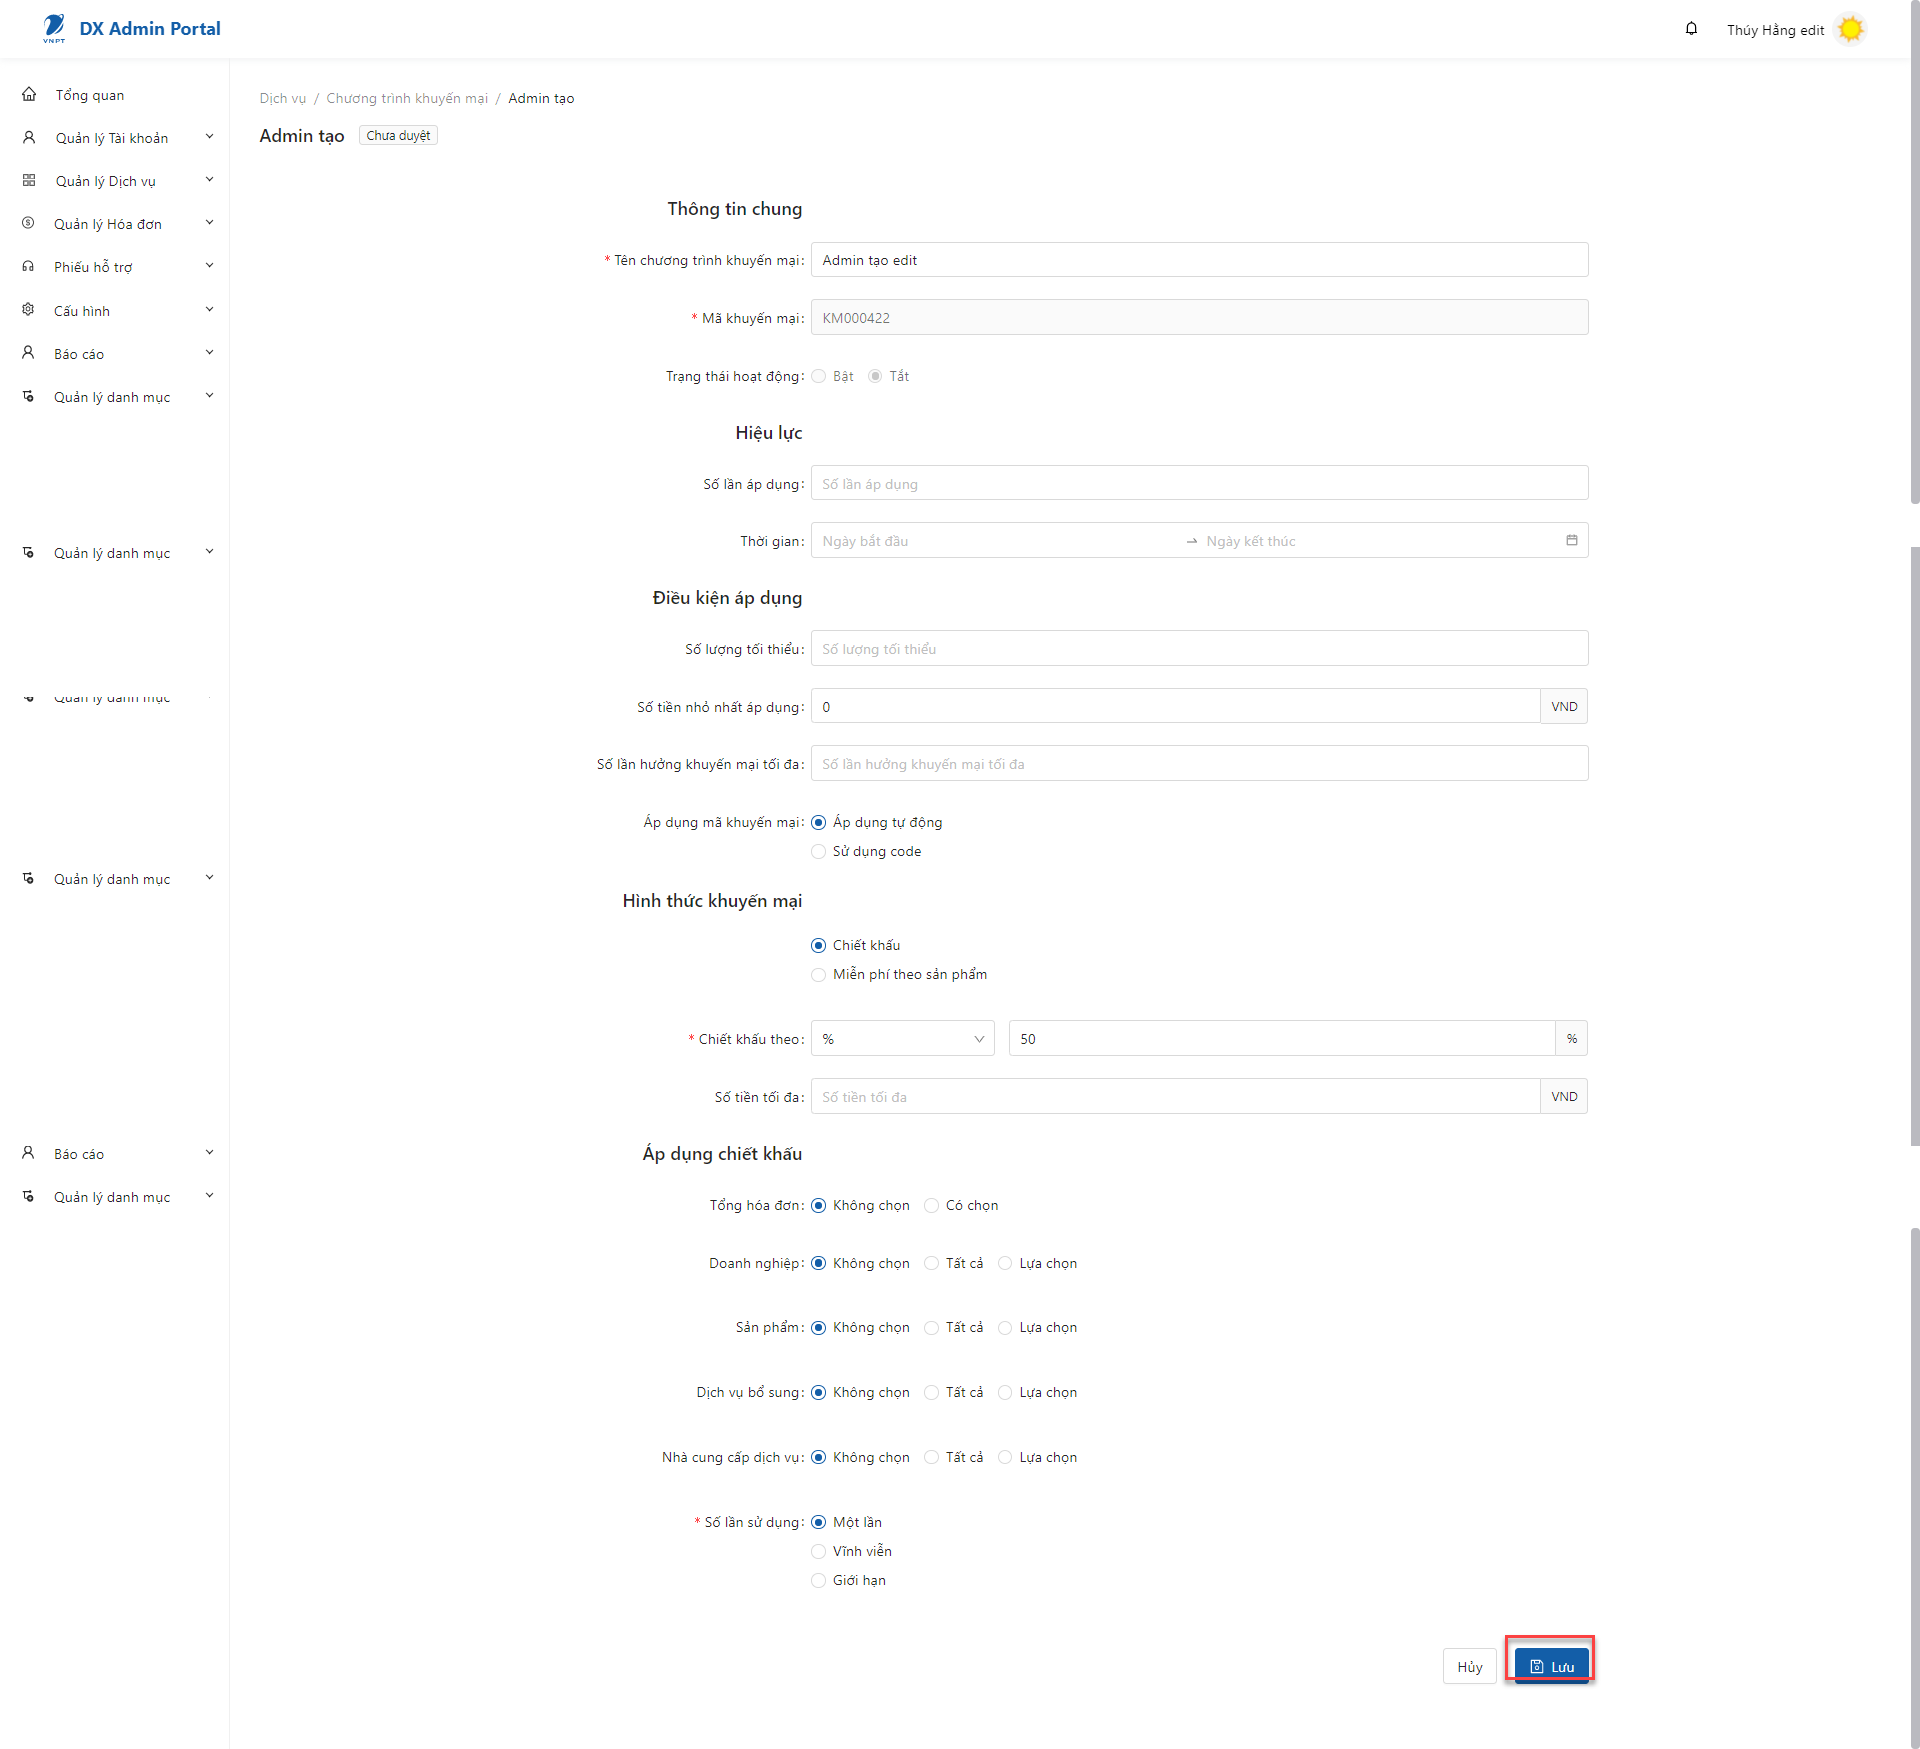 VNPT
DX Admin Portal
Thúy Hằng edit
Tổng quan
Quản lý Tài khoản
Quản lý Dịch vụ
Quản lý Hóa đơn
Phiếu hỗ trợ
Cấu hình
Báo cáo
Quản lý danh mục
Quản lý danh mục
Quản lý danh mục
Quản lý danh mục
Báo cáo
Quản lý danh mục
Dịch vụ / Chương trình khuyến mại / Admin tạo
Admin tạo Chưa duyệt
Thông tin chung
* Tên chương trình khuyến mại: Admin tạo edit
* Mã khuyến mại: KM000422
Trạng thái hoạt động: Bật Tắt
Hiệu lực
Số lần áp dụng: Số lần áp dụng
Thời gian: Ngày bắt đầu → Ngày kết thúc
Điều kiện áp dụng
Số lượng tối thiểu: Số lượng tối thiểu
Số tiền nhỏ nhất áp dụng: 0 VND
Số lần hưởng khuyến mại tối đa: Số lần hưởng khuyến mại tối đa
Áp dụng mã khuyến mại: Áp dụng tự động
Sử dụng code
Hình thức khuyến mại
Chiết khấu
Miễn phí theo sản phẩm
* Chiết khấu theo: % 50 %
Số tiền tối đa: Số tiền tối đa VND
Áp dụng chiết khấu
Tổng hóa đơn: Không chọn Có chọn
Doanh nghiệp: Không chọn Tất cả Lựa chọn
Sản phẩm: Không chọn Tất cả Lựa chọn
Dịch vụ bổ sung: Không chọn Tất cả Lựa chọn
Nhà cung cấp dịch vụ: Không chọn Tất cả Lựa chọn
* Số lần sử dụng: Một lần
Vĩnh viễn
Giới hạn
Hủy Lưu